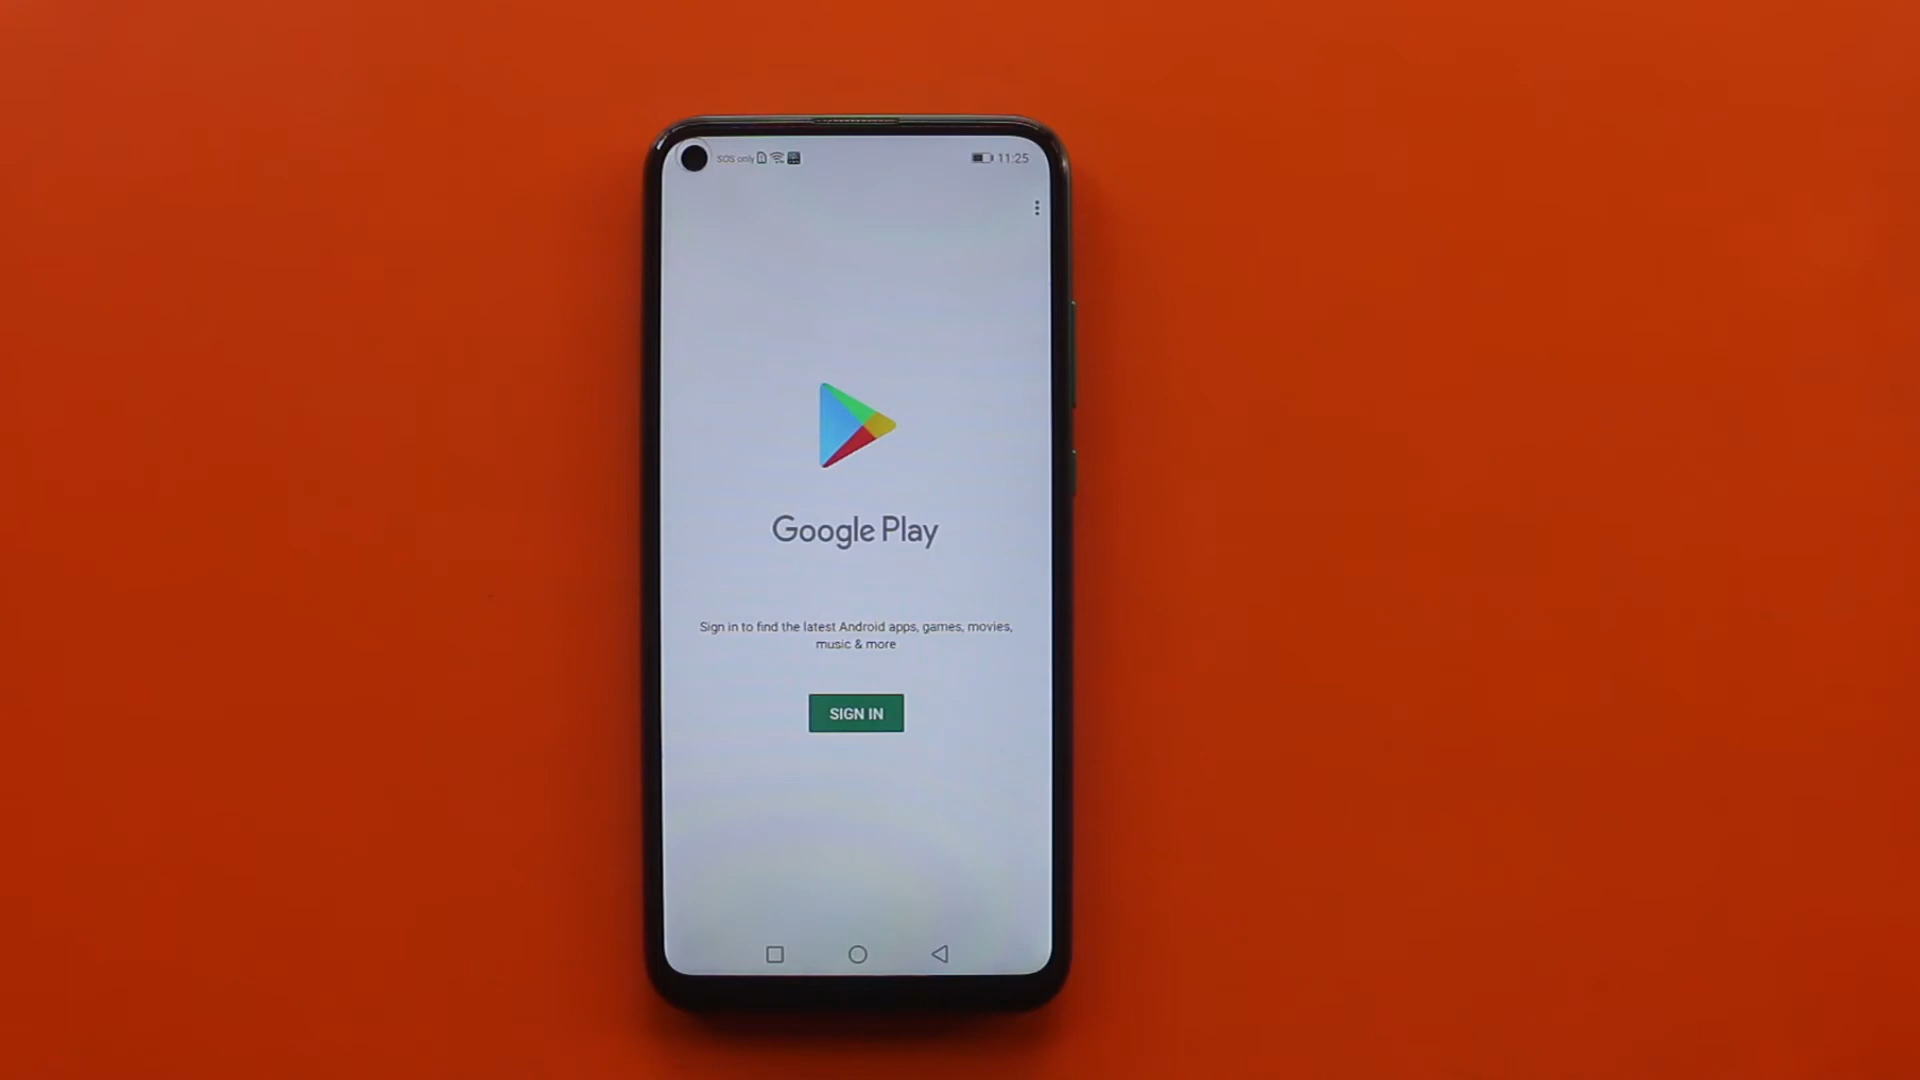 SOS only
11:25
Google Play
Sign in to find the latest Android apps, games, movies,
music & more
SIGN IN